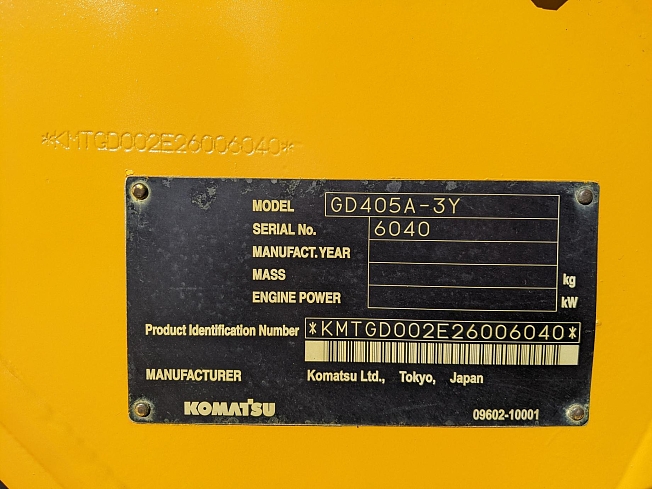 *KMTGD002E26006040*
MODEL GD405A-3Y
SERIAL No. 6040
MANUFACT.YEAR
MASS kg
ENGINE POWER kW
Product Identification Number *KMTGD002E26006040*
MANUFACTURER Komatsu Ltd., Tokyo, Japan
KOMATSU 09602-10001